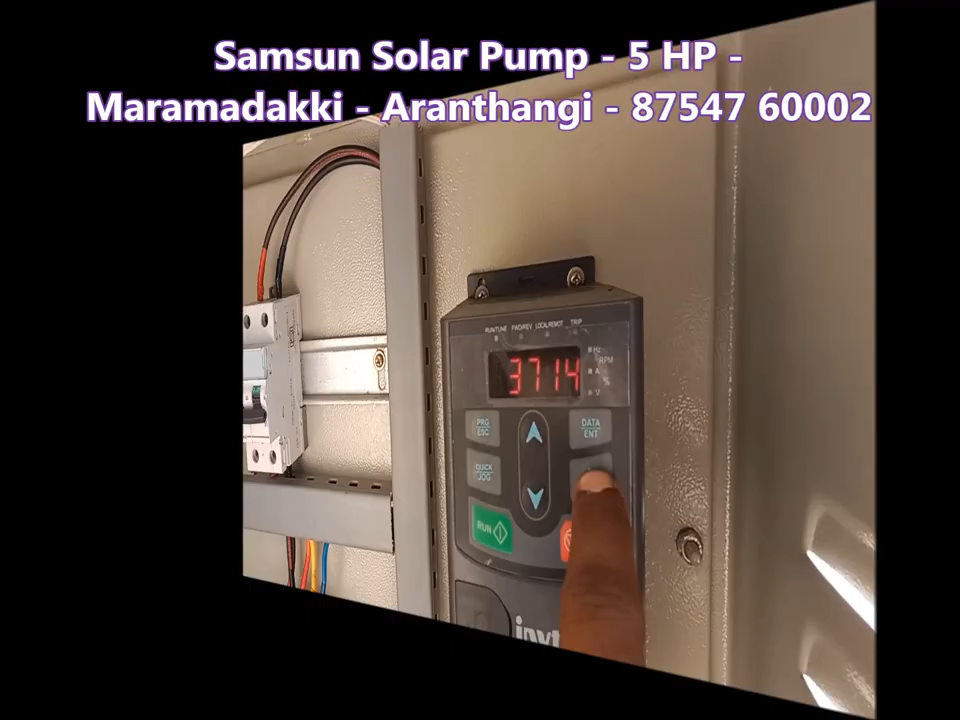 Samsun Solar Pump - 5 HP -
Maramadakki - Aranthangi - 87547 60002
RUN/TUNE FWD/REV LOCAL/REMOT TRIP
Hz
RPM
3714
A
%
V
PRG
ESC
DATA
ENT
QUICK
JOG
RUN